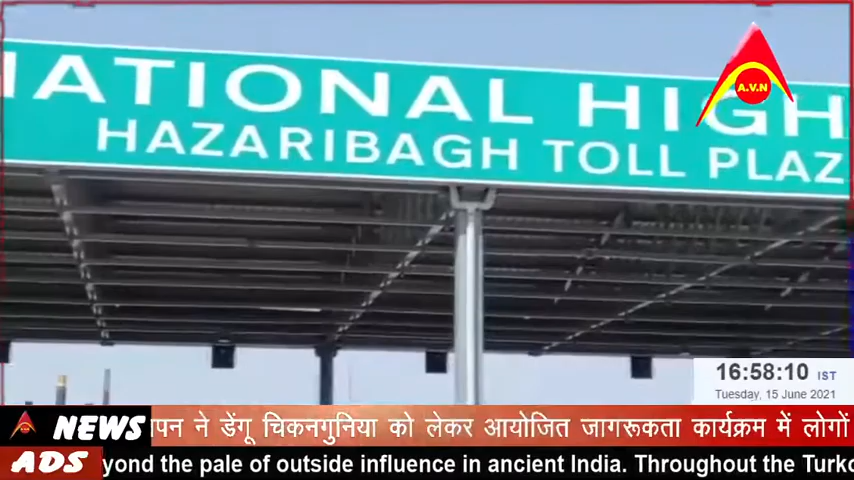 NATIONAL HIGH
HAZARIBAGH TOLL PLAZ
A.V.N
16:58:10 IST
Tuesday, 15 June 2021
NEWS
पन ने डेंगू चिकनगुनिया को लेकर आयोजित जागरूकता कार्यक्रम में लोगों
ADS
yond the pale of outside influence in ancient India. Throughout the Turko